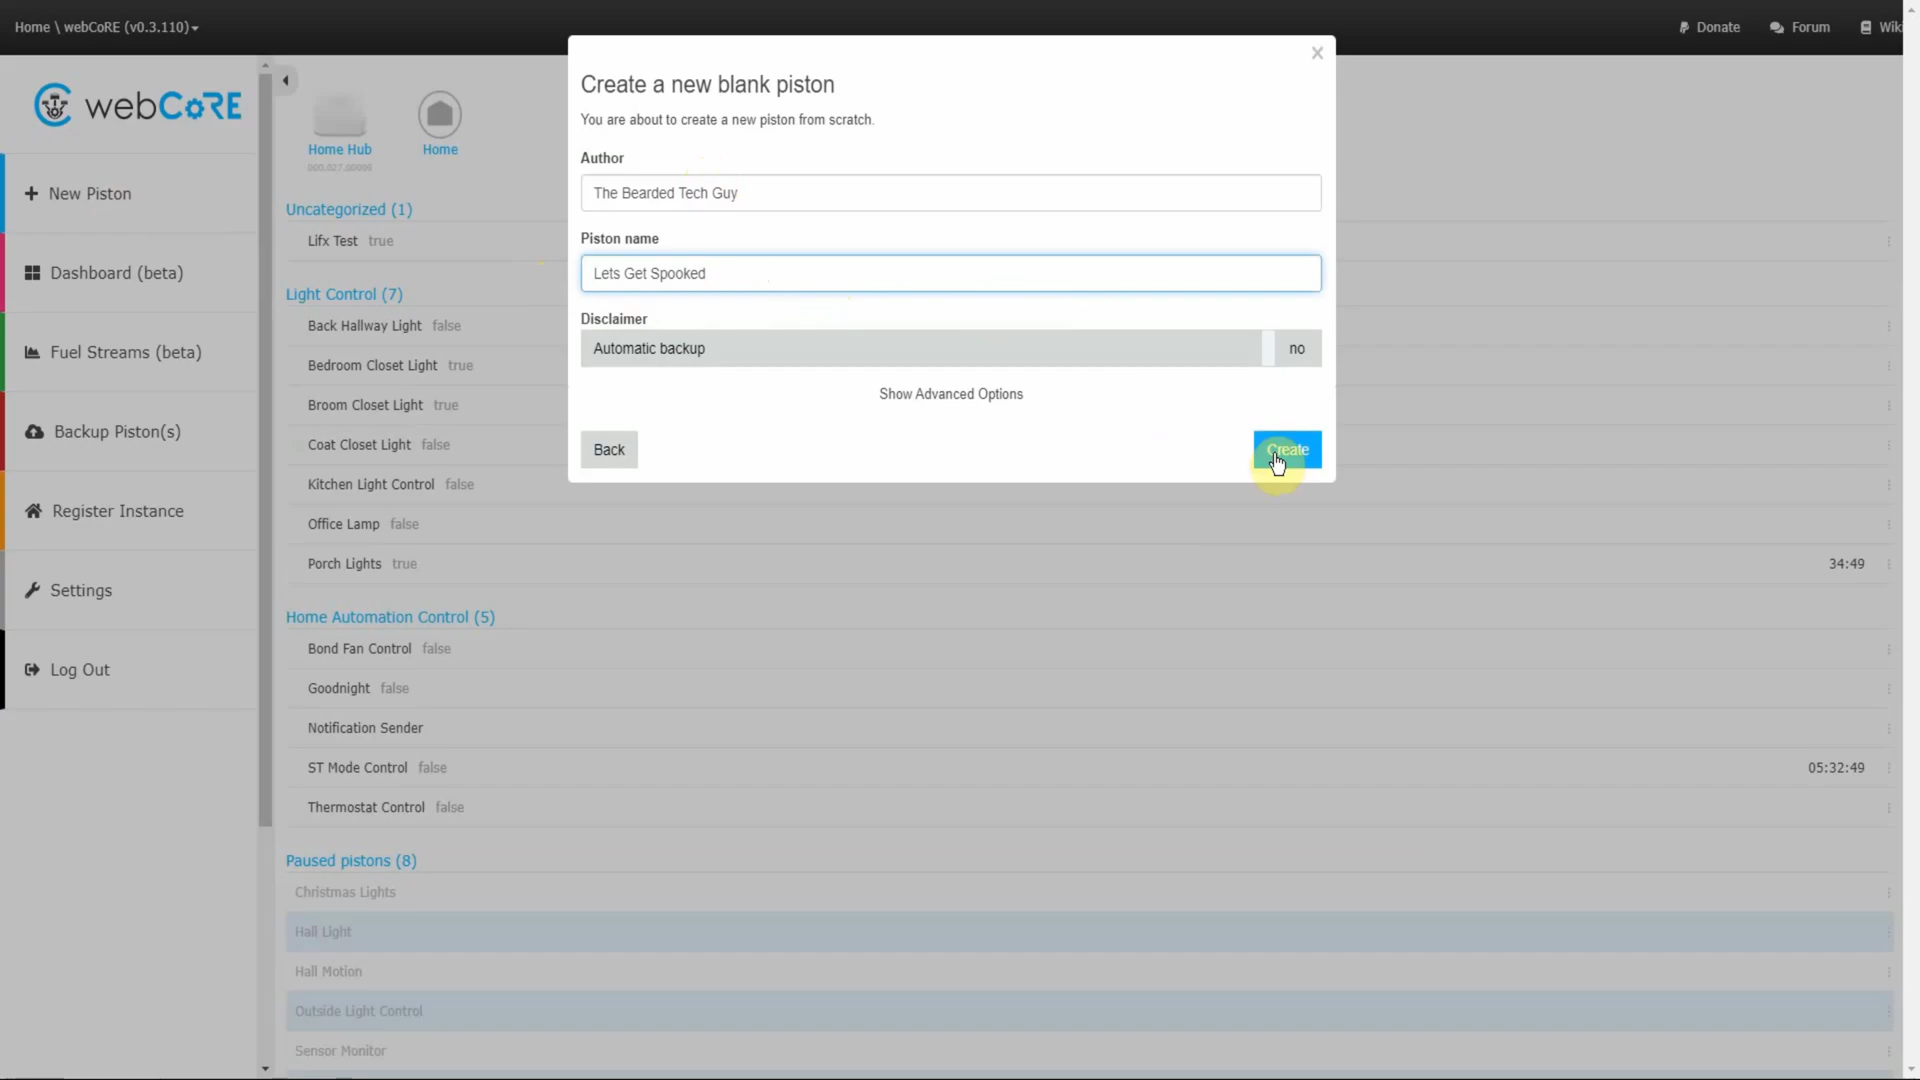 Home \ webCoRE (v0.3.110)
Donate
Forum
Wiki
webCoRE
New Piston
Dashboard (beta)
Fuel Streams (beta)
Backup Piston(s)
Register Instance
Settings
Log Out
Home Hub
000.027.00009
Home
Uncategorized (1)
Lifx Test true
Light Control (7)
Back Hallway Light false
Bedroom Closet Light true
Broom Closet Light true
Coat Closet Light false
Kitchen Light Control false
Office Lamp false
Porch Lights true 34:49
Home Automation Control (5)
Bond Fan Control false
Goodnight false
Notification Sender
ST Mode Control false 05:32:49
Thermostat Control false
Paused pistons (8)
Christmas Lights
Hall Light
Hall Motion
Outside Light Control
Sensor Monitor
x
Create a new blank piston
You are about to create a new piston from scratch.
Author
The Bearded Tech Guy
Piston name
Lets Get Spooked
Disclaimer
Automatic backup no
Show Advanced Options
Back
Create